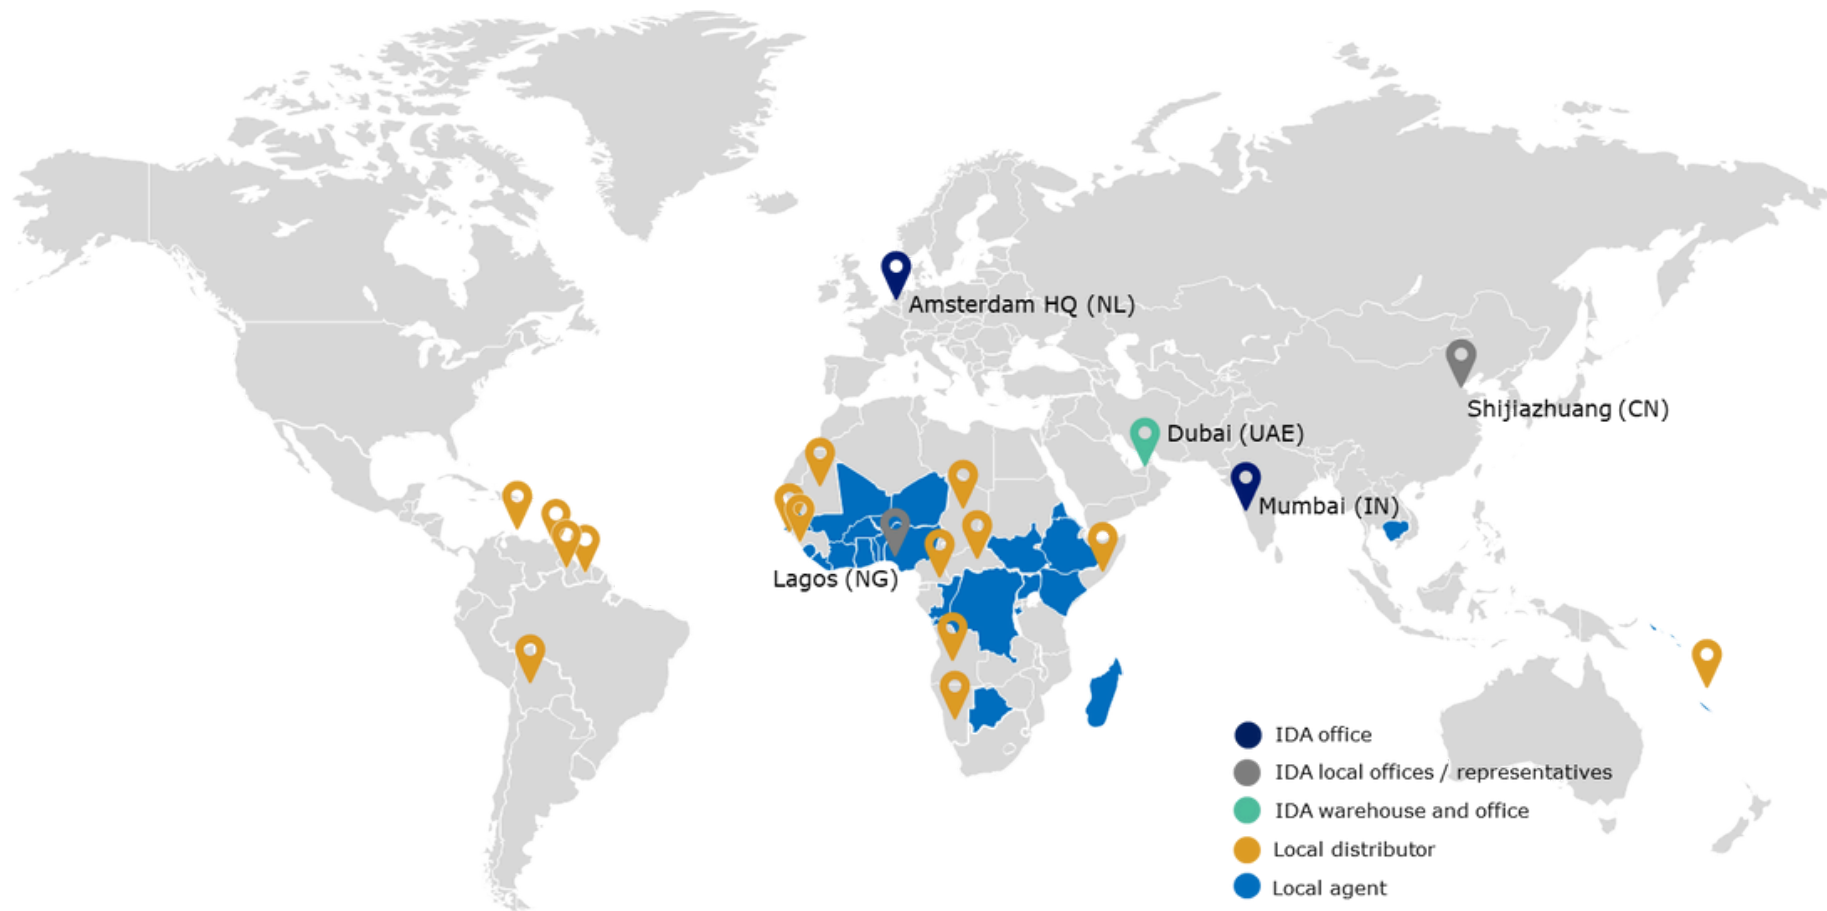 Amsterdam HQ (NL)
Shijiazhuang (CN)
Dubai (UAE)
Mumbai (IN)
Lagos (NG)
IDA office
IDA local offices / representatives
IDA warehouse and office
Local distributor
Local agent